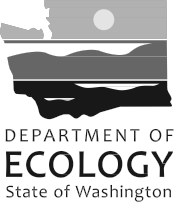 DEPARTMENT OF
ECOLOGY
State of Washington